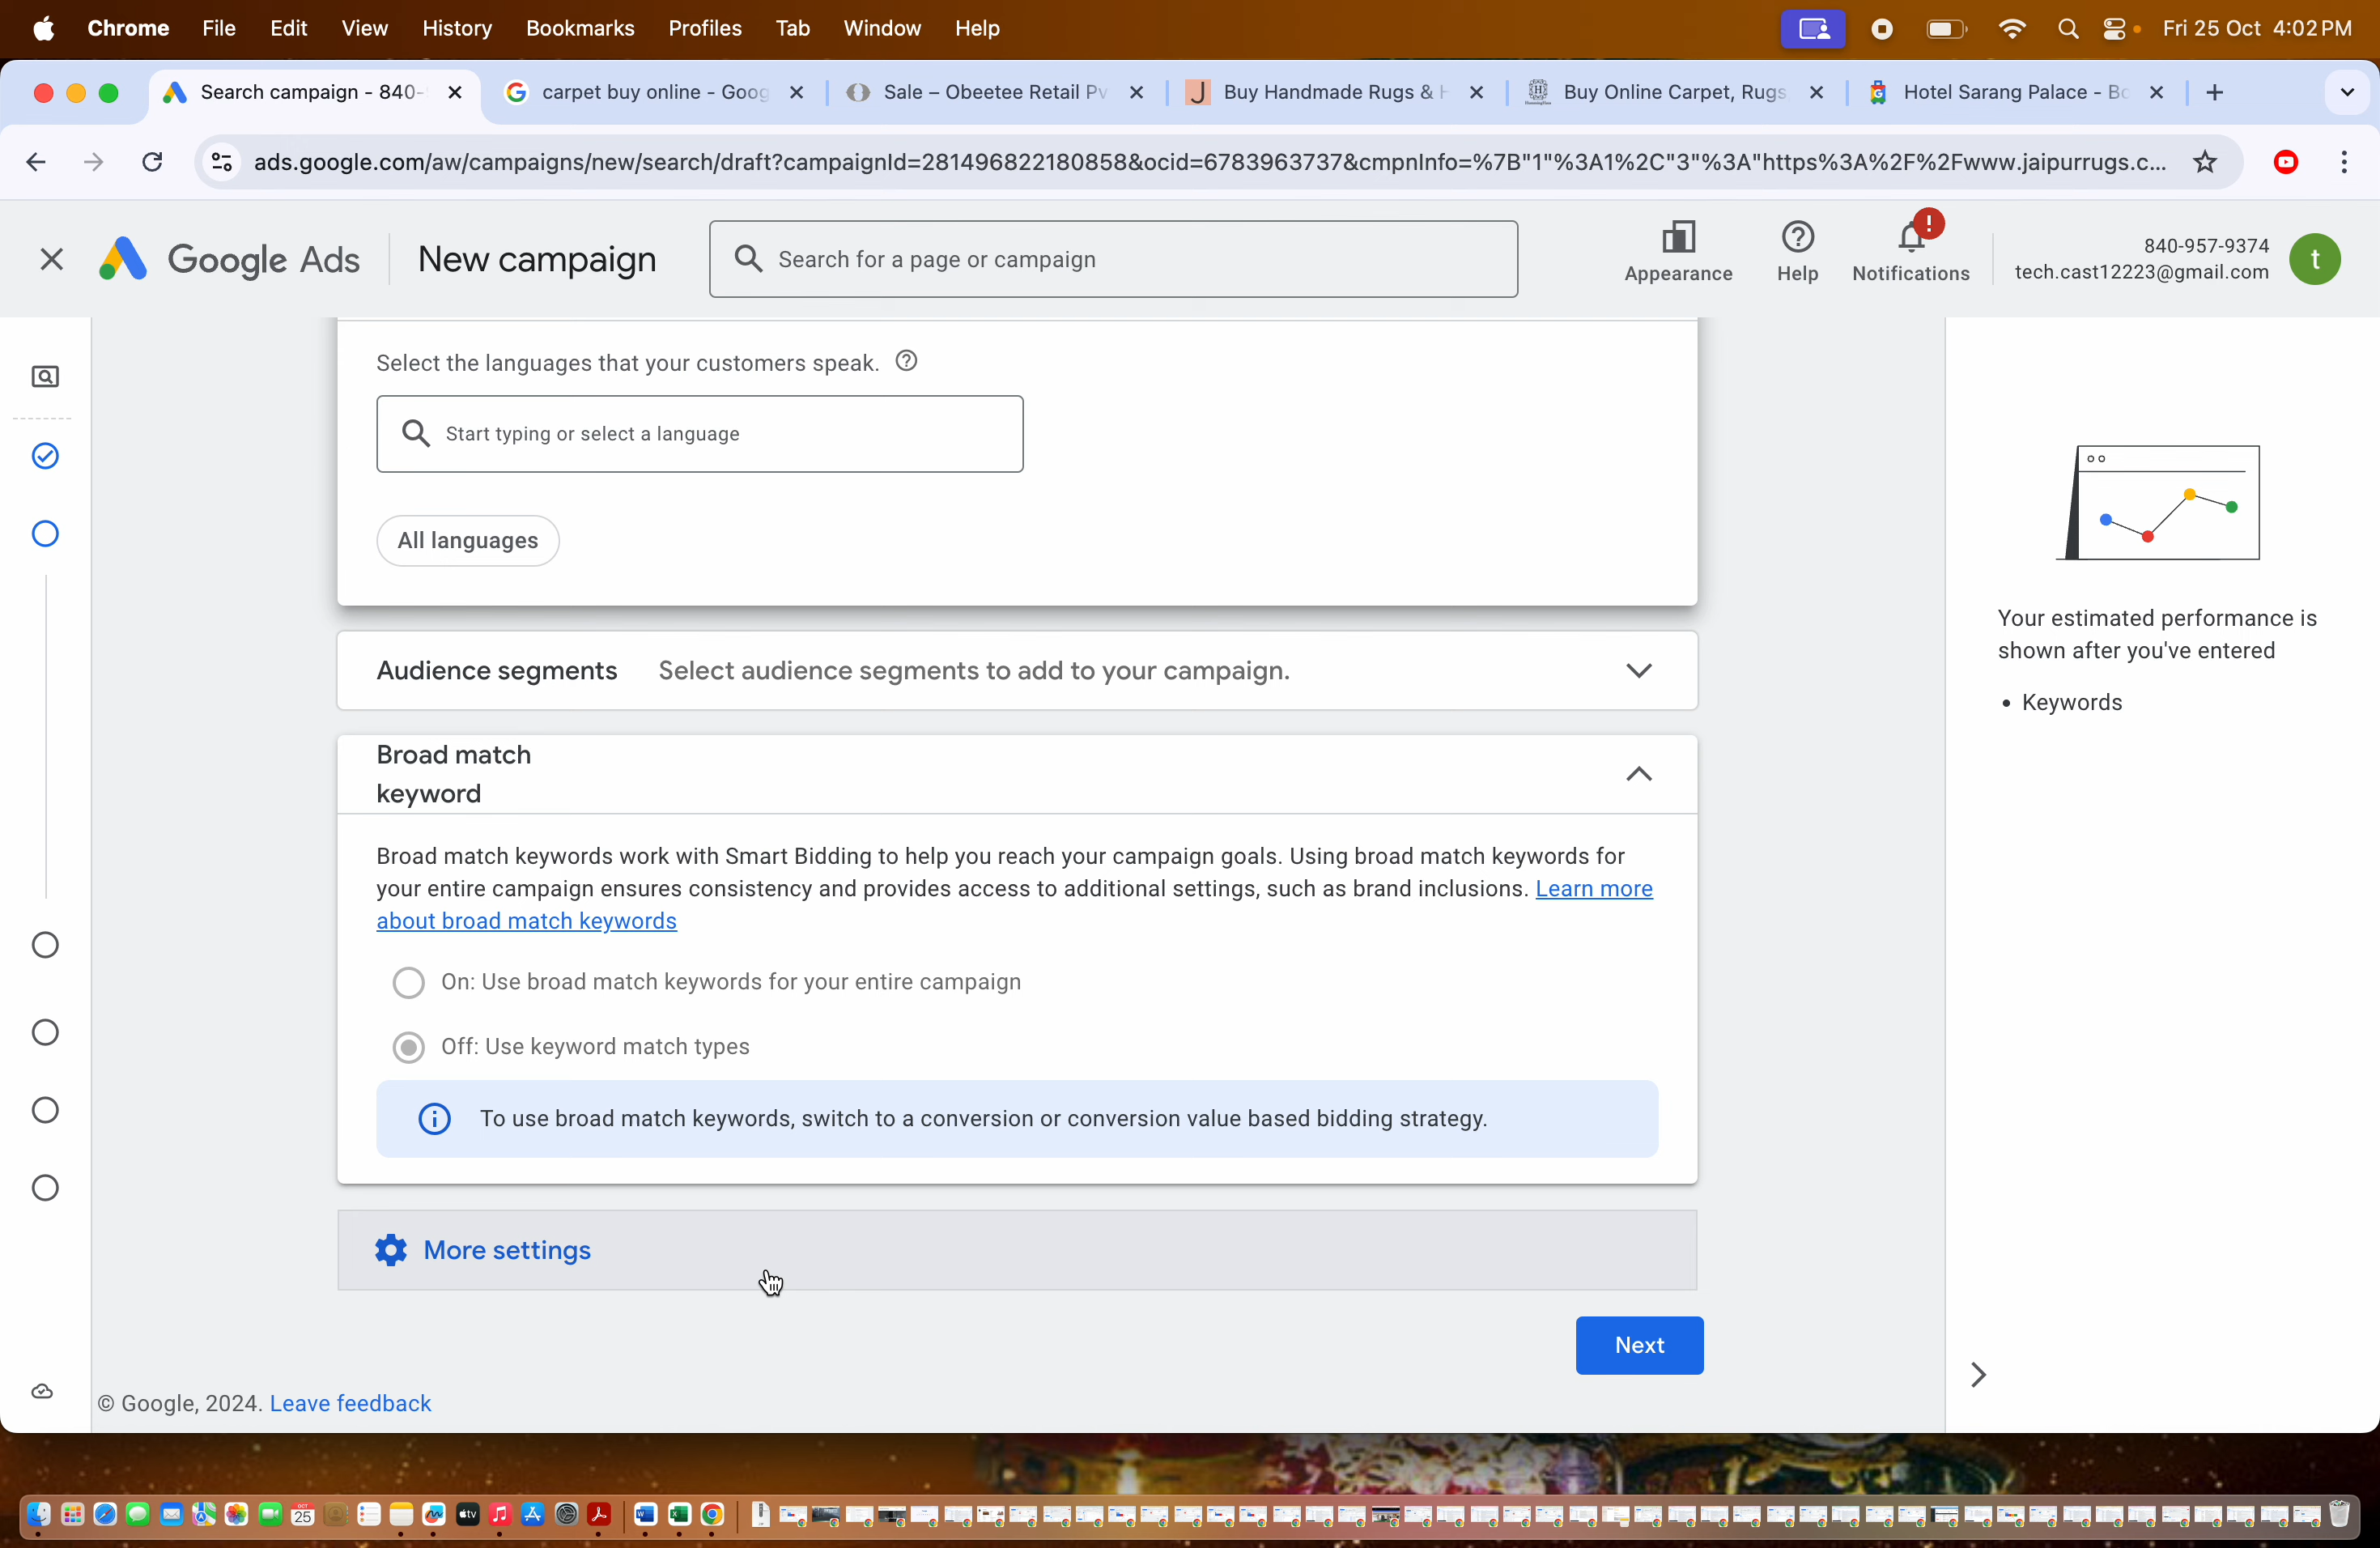 Chrome File Edit View History Bookmarks Profiles Tab Window Help Fri 25 Oct 4:02 PM
Search campaign - 840- carpet buy online - Goog Sale – Obeetee Retail Pv Buy Handmade Rugs & H Buy Online Carpet, Rugs Hotel Sarang Palace - Bo
ads.google.com/aw/campaigns/new/search/draft?campaignId=281496822180858&ocid=6783963737&cmpnInfo=%7B"1"%3A1%2C"3"%3A"https%3A%2F%2Fwww.jaipurrugs.c...
Google Ads New campaign Search for a page or campaign Appearance Help Notifications 840-957-9374
tech.cast12223@gmail.com
t
Select the languages that your customers speak.
Start typing or select a language
All languages
Audience segments Select audience segments to add to your campaign.
Broad match
keyword
Broad match keywords work with Smart Bidding to help you reach your campaign goals. Using broad match keywords for
your entire campaign ensures consistency and provides access to additional settings, such as brand inclusions. Learn more
about broad match keywords
On: Use broad match keywords for your entire campaign
Off: Use keyword match types
To use broad match keywords, switch to a conversion or conversion value based bidding strategy.
More settings
Next
© Google, 2024. Leave feedback
Your estimated performance is
shown after you've entered
• Keywords
OCT
25
tv